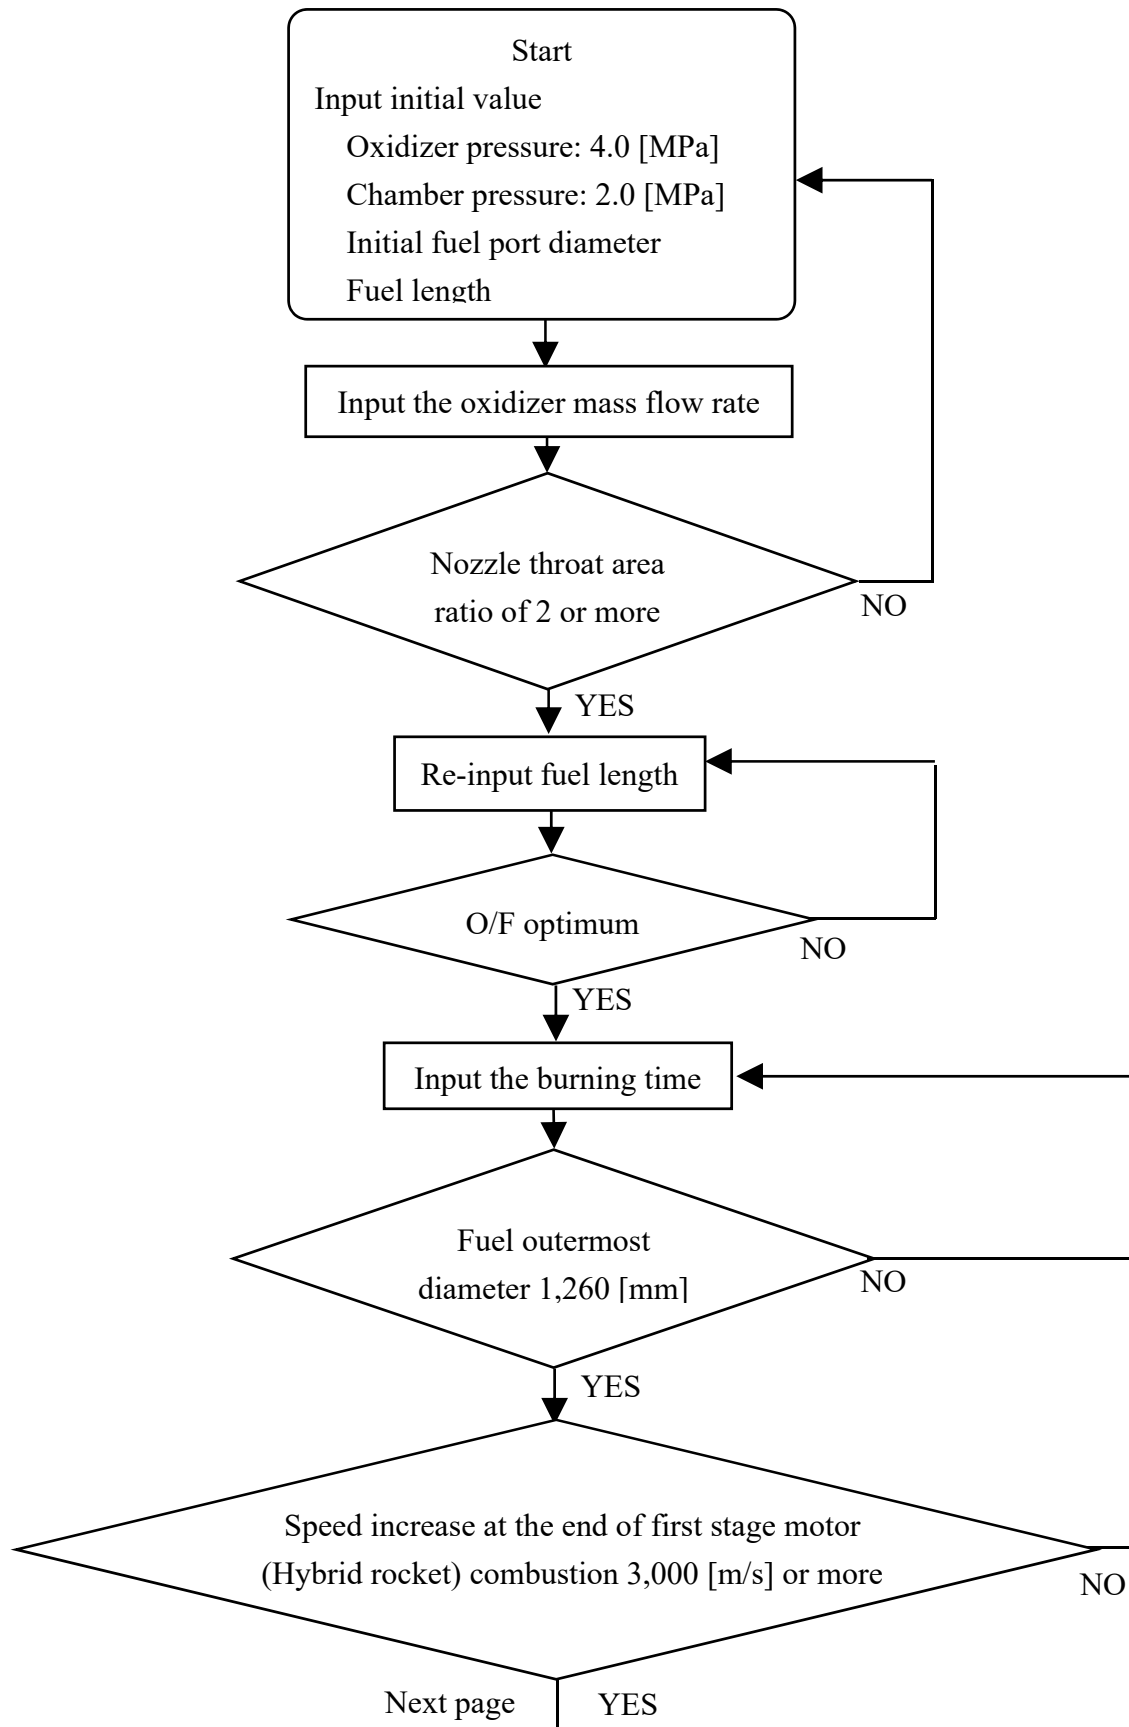 Start
Input initial value
Oxidizer pressure: 4.0 [MPa]
Chamber pressure: 2.0 [MPa]
Initial fuel port diameter
Fuel length
Input the oxidizer mass flow rate
Nozzle throat area
ratio of 2 or more
NO
YES
Re-input fuel length
O/F optimum
NO
YES
Input the burning time
Fuel outermost
diameter 1,260 [mm]
NO
YES
Speed increase at the end of first stage motor
(Hybrid rocket) combustion 3,000 [m/s] or more
NO
Next page
YES